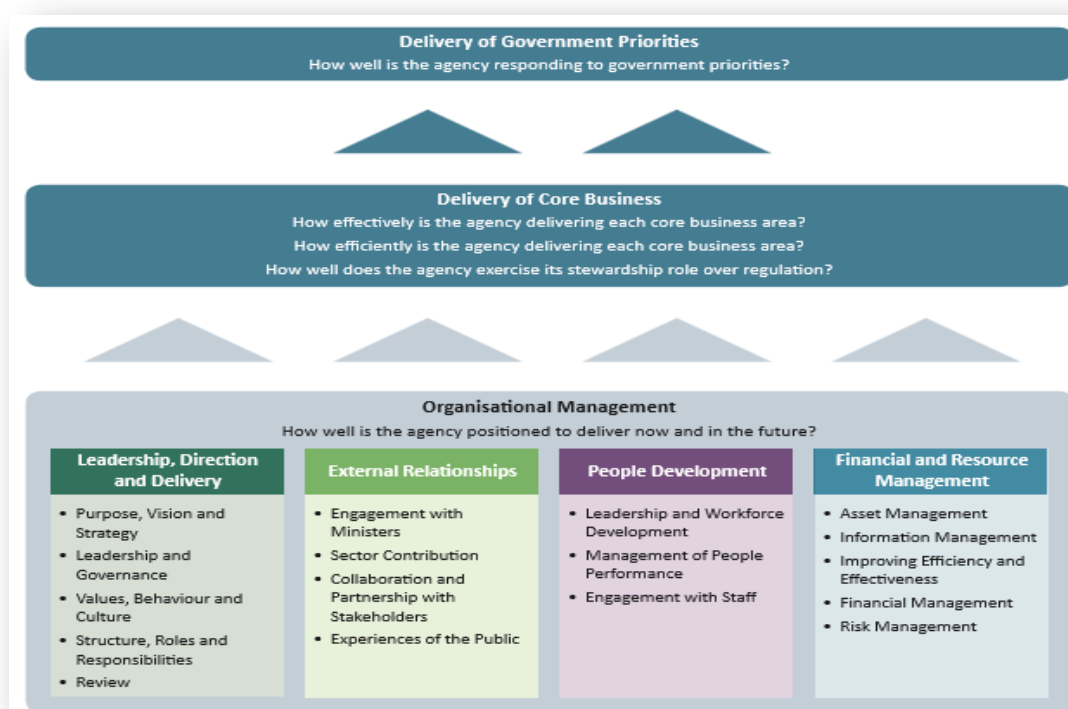 Delivery of Government Priorities
How well is the agency responding to government priorities?
Delivery of Core Business
How effectively is the agency delivering each core business area?
How efficiently is the agency delivering each core business area?
How well does the agency exercise its stewardship role over regulation?
Organisational Management
How well is the agency positioned to deliver now and in the future?
Leadership, Direction
and Delivery
• Purpose, Vision and
Strategy
• Leadership and
Governance
• Values, Behaviour and
Culture
• Structure, Roles and
Responsibilities
• Review
External Relationships
• Engagement with
Ministers
• Sector Contribution
• Collaboration and
Partnership with
Stakeholders
• Experiences of the Public
People Development
• Leadership and Workforce
Development
• Management of People
Performance
• Engagement with Staff
Financial and Resource
Management
• Asset Management
• Information Management
• Improving Efficiency and
Effectiveness
• Financial Management
• Risk Management